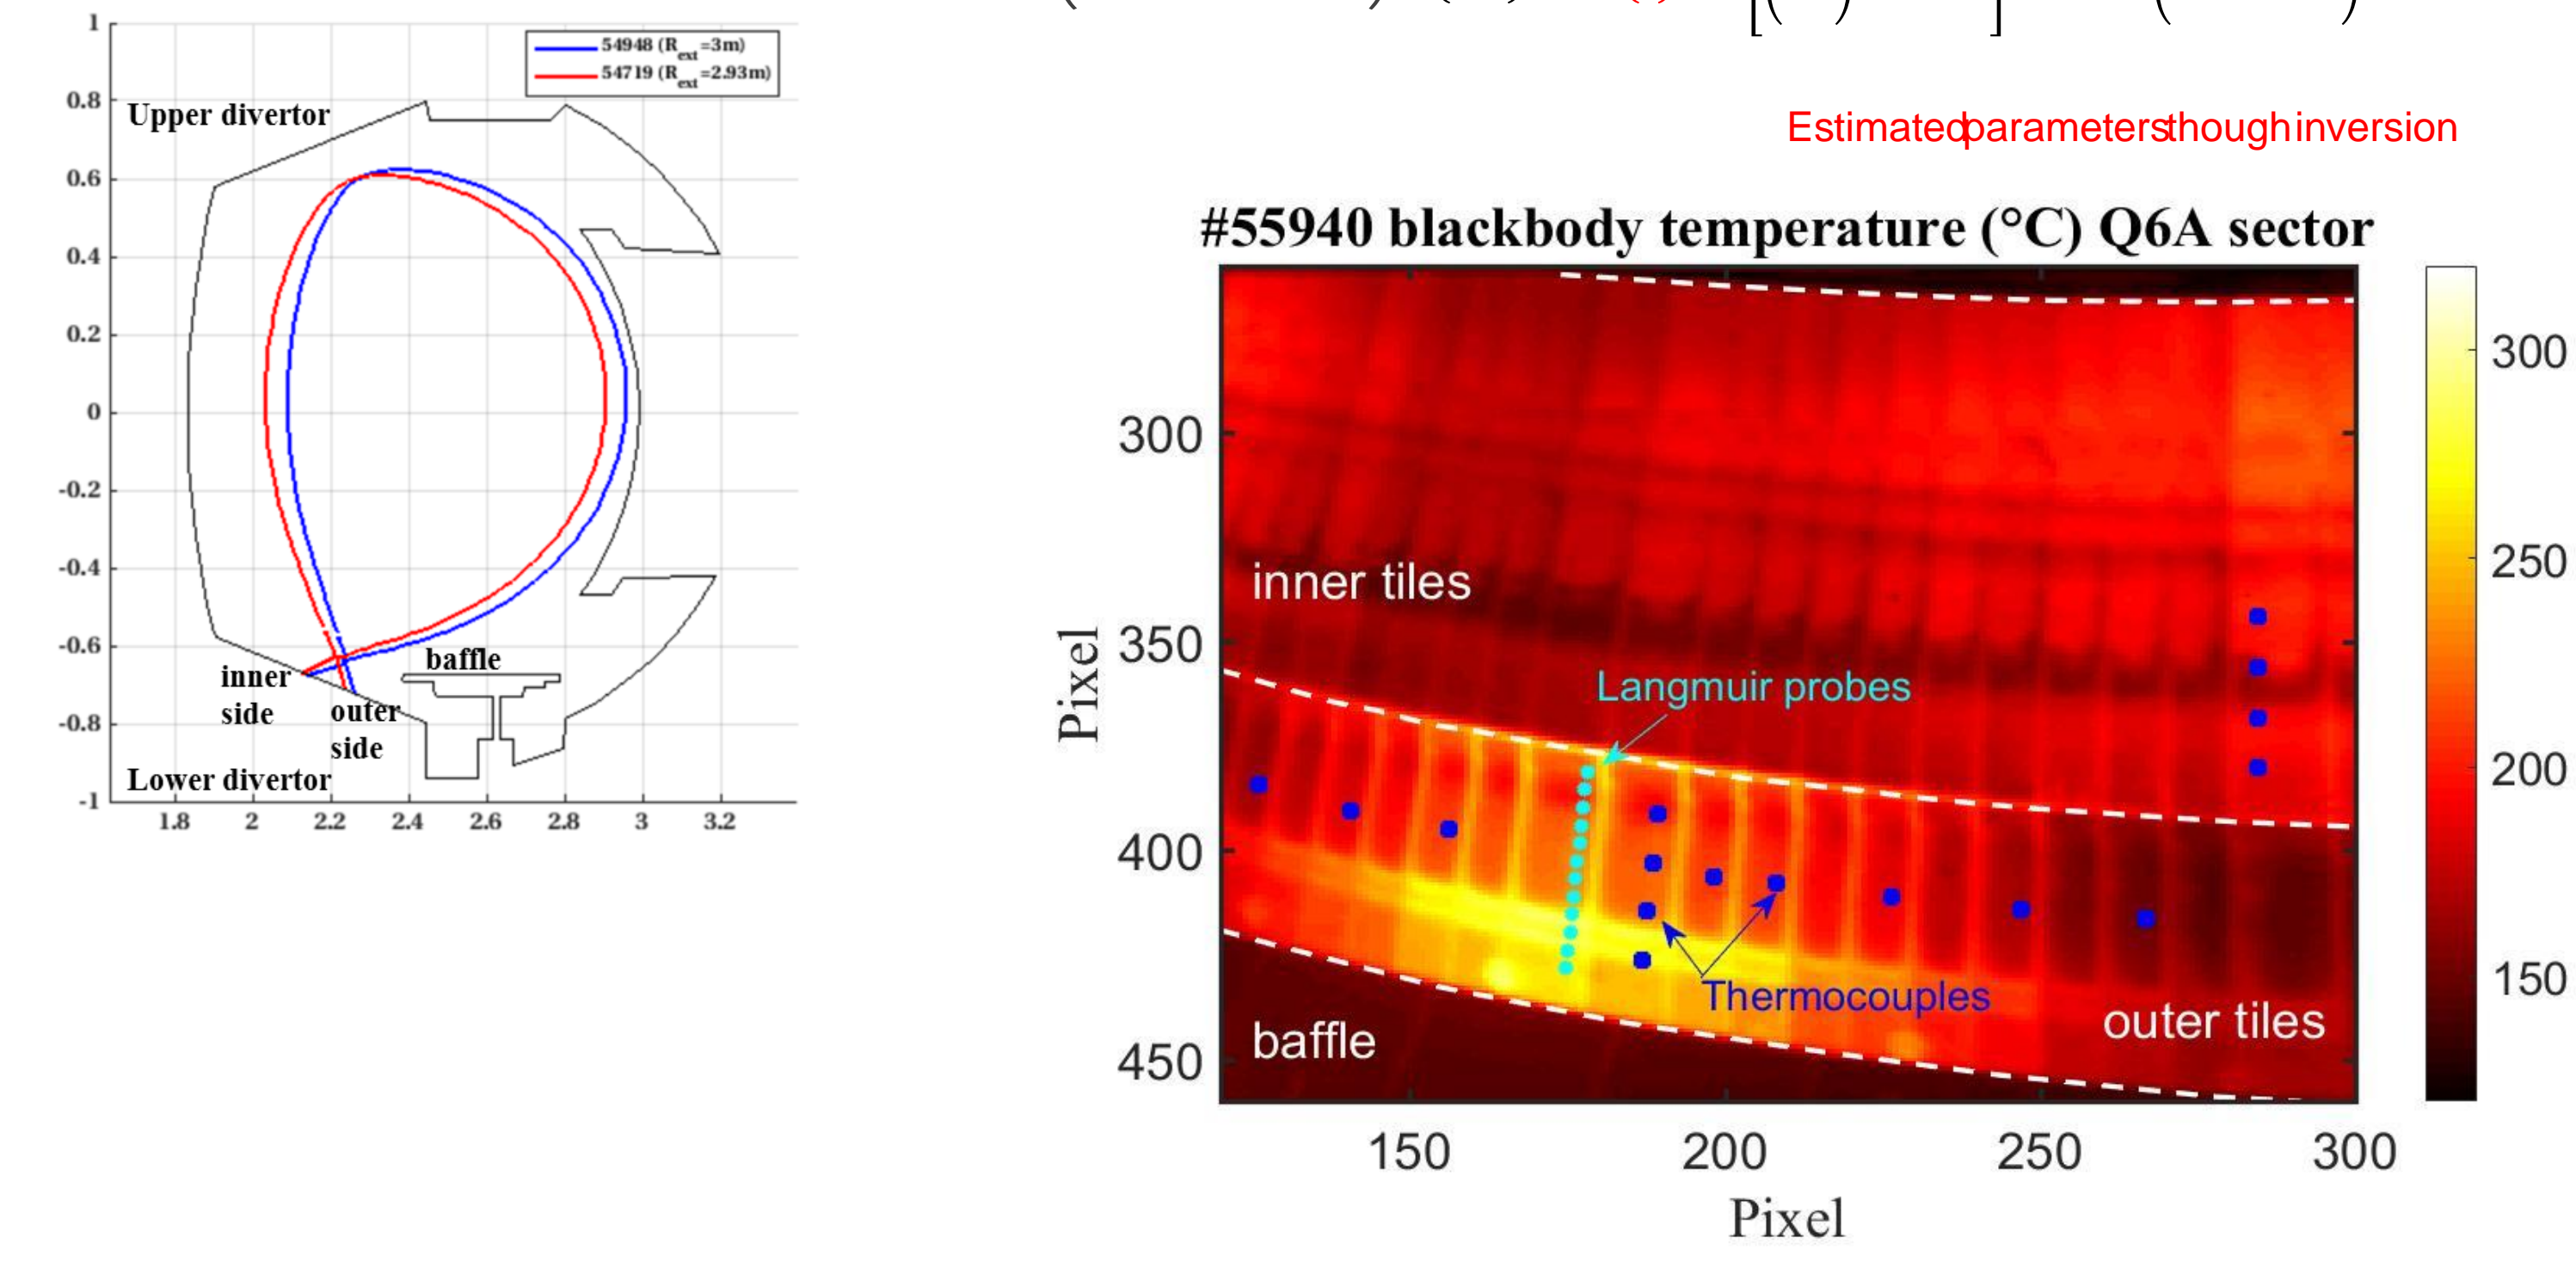 1
0.8
0.6
0.4
0.2
0
-0.2
-0.4
-0.6
-0.8
-1
1.8 2 2.2 2.4 2.6 2.8 3 3.2
54948 (Rext=3m)
54719 (Rext=2.93m)
Upper divertor
baffle
inner
side
outer
side
Lower divertor
Estimatedparametersthoughinversion
#55940 blackbody temperature (°C) Q6A sector
300
350
400
450
Pixel
inner tiles
Langmuir probes
Thermocouples
outer tiles
baffle
150 200 250 300
Pixel
300
250
200
150